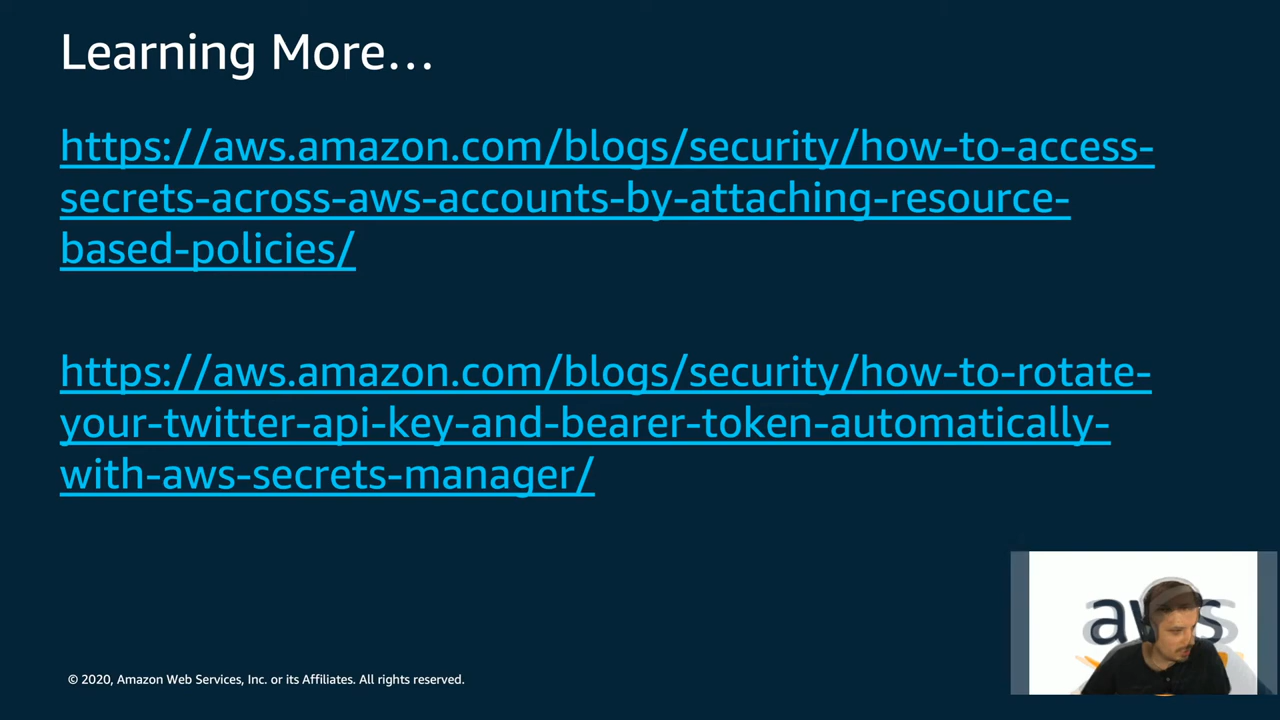 Learning More...
https://aws.amazon.com/blogs/security/how-to-access-
secrets-across-aws-accounts-by-attaching-resource-
based-policies/
https://aws.amazon.com/blogs/security/how-to-rotate-
your-twitter-api-key-and-bearer-token-automatically-
with-aws-secrets-manager/
aws
© 2020, Amazon Web Services, Inc. or its Affiliates. All rights reserved.